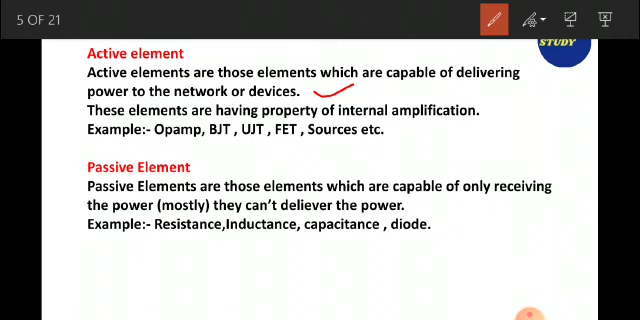 5 OF 21
STUDY
Active element
Active elements are those elements which are capable of delivering
power to the network or devices.
These elements are having property of internal amplification.
Example:- Opamp, BJT , UJT , FET , Sources etc.
Passive Element
Passive Elements are those elements which are capable of only receiving
the power (mostly) they can't deliever the power.
Example:- Resistance,Inductance, capacitance , diode.